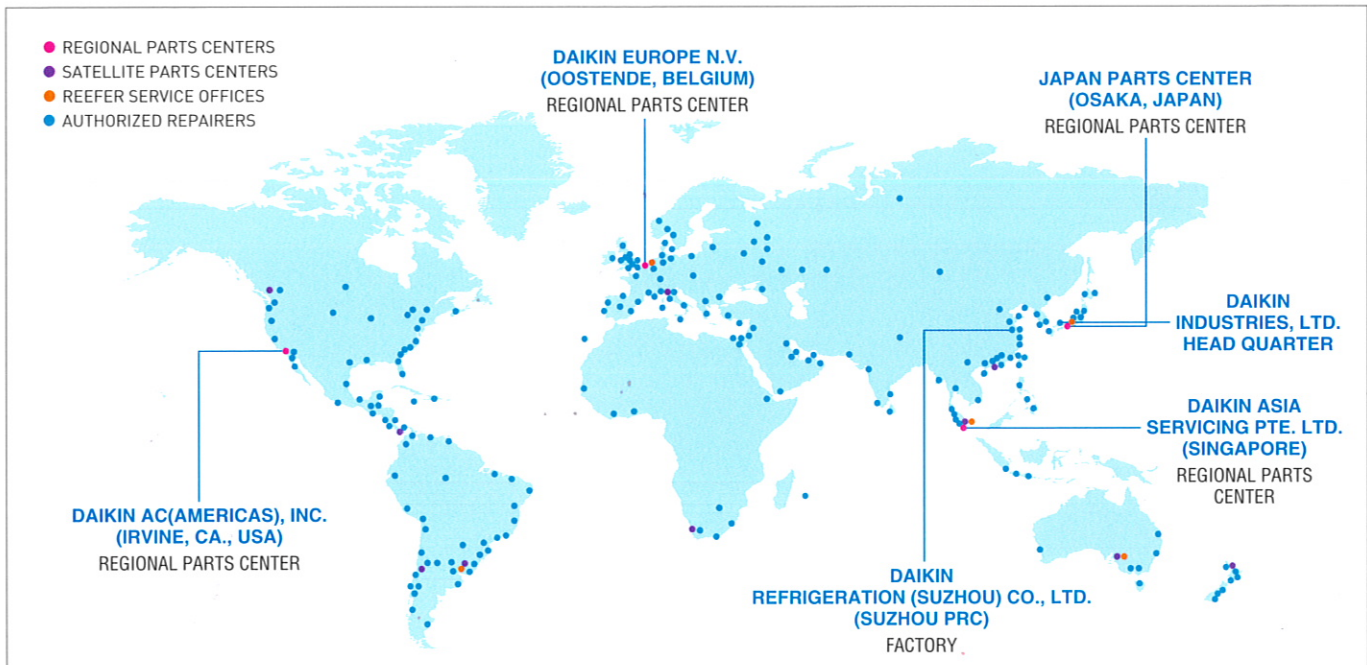 REGIONAL PARTS CENTERS
SATELLITE PARTS CENTERS
REEFER SERVICE OFFICES
AUTHORIZED REPAIRERS
DAIKIN EUROPE N.V.
(OOSTENDE, BELGIUM)
REGIONAL PARTS CENTER
JAPAN PARTS CENTER
(OSAKA, JAPAN)
REGIONAL PARTS CENTER
DAIKIN
INDUSTRIES, LTD.
HEAD QUARTER
DAIKIN ASIA
SERVICING PTE. LTD.
(SINGAPORE)
REGIONAL PARTS
CENTER
DAIKIN AC(AMERICAS), INC.
(IRVINE, CA., USA)
REGIONAL PARTS CENTER
DAIKIN
REFRIGERATION (SUZHOU) CO., LTD.
(SUZHOU PRC)
FACTORY